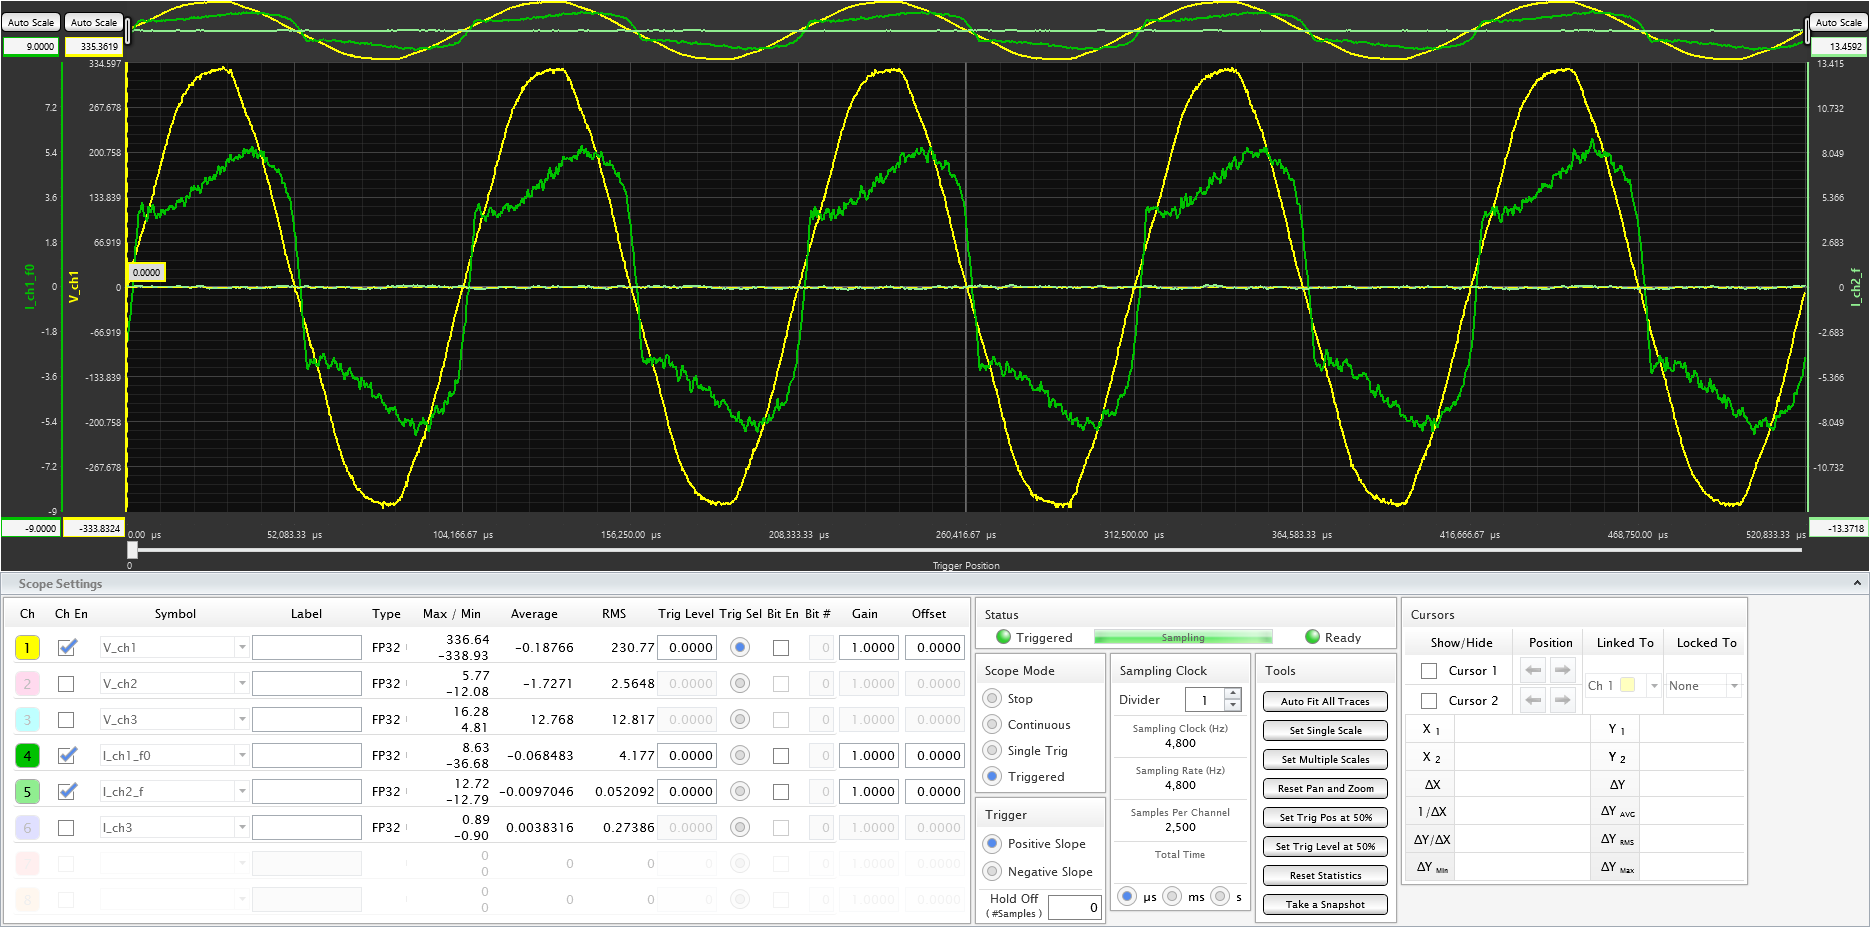 Auto Scale Auto Scale Auto Scale
9.0000 335.3619 13.4592
334.597 13.415
7.2 267.678 10.732
5.4 200.758 8.049
3.6 133.839 5.366
1.8 66.919 2.683
0.0000
I_ch1_f0 V_ch1 I_ch2_f
0 0 0
-1.8 -66.919 -2.683
-3.6 -133.839 -5.366
-5.4 -200.758 -8.049
-7.2 -267.678 -10.732
-9
-9.0000 -333.8324 -13.3718
0.00 µs 52,083.33 µs 104,166.67 µs 156,250.00 µs 208,333.33 µs 260,416.67 µs 312,500.00 µs 364,583.33 µs 416,666.67 µs 468,750.00 µs 520,833.33 µs
0 Trigger Position
Scope Settings
Ch Ch En Symbol Label Type Max / Min Average RMS Trig Level Trig Sel Bit En Bit # Gain Offset
1 V_ch1 FP32 336.64 -338.93 -0.18766 230.77 0.0000 0 1.0000 0.0000
2 V_ch2 FP32 5.77 -12.08 -1.7271 2.5648 0.0000 0 1.0000 0.0000
3 V_ch3 FP32 16.28 4.81 12.768 12.817 0.0000 0 1.0000 0.0000
4 I_ch1_f0 FP32 8.63 -36.68 -0.068483 4.177 0.0000 0 1.0000 0.0000
5 I_ch2_f FP32 12.72 -12.79 -0.0097046 0.052092 0.0000 0 1.0000 0.0000
6 I_ch3 FP32 0.89 -0.90 0.0038316 0.27386 0.0000 0 1.0000 0.0000
7 0 0 0 0 0.0000 0 1.0000 0.0000
8 0 0 0 0 0.0000 0 1.0000 0.0000
Status
Triggered Sampling Ready
Scope Mode
Stop
Continuous
Single Trig
Triggered
Trigger
Positive Slope
Negative Slope
Hold Off
( #Samples ) 0
Sampling Clock
Divider 1
Sampling Clock (Hz)
4,800
Sampling Rate (Hz)
4,800
Samples Per Channel
2,500
Total Time
µs ms s
Tools
Auto Fit All Traces
Set Single Scale
Set Multiple Scales
Reset Pan and Zoom
Set Trig Pos at 50%
Set Trig Level at 50%
Reset Statistics
Take a Snapshot
Cursors
Show/Hide Position Linked To Locked To
Cursor 1
Ch 1 None
Cursor 2
X 1 Y 1
X 2 Y 2
ΔX ΔY
1/ΔX ΔY AVG
ΔY/ΔX ΔY RMS
ΔY Min ΔY Max